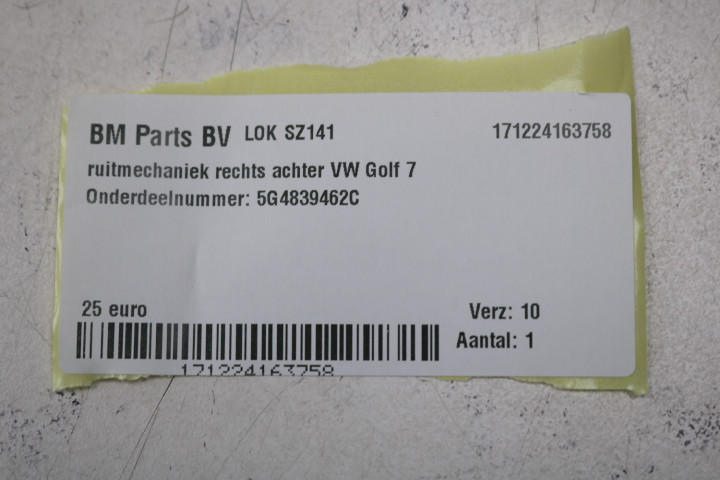 BM Parts BV LOK SZ141 171224163758
ruitmechaniek rechts achter VW Golf 7
Onderdeelnummer: 5G4839462C
25 euro Verz: 10
Aantal: 1
171224163758